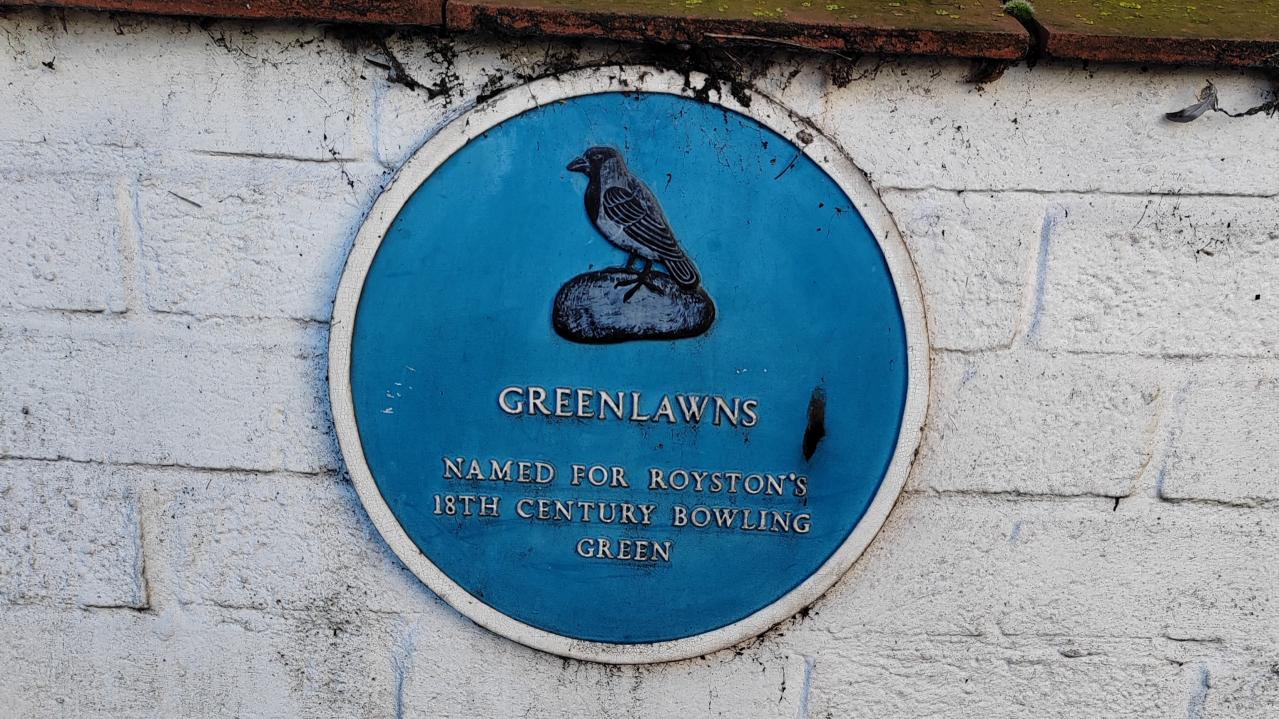 GREENLAWNS
NAMED FOR ROYSTON'S
18TH CENTURY BOWLING
GREEN